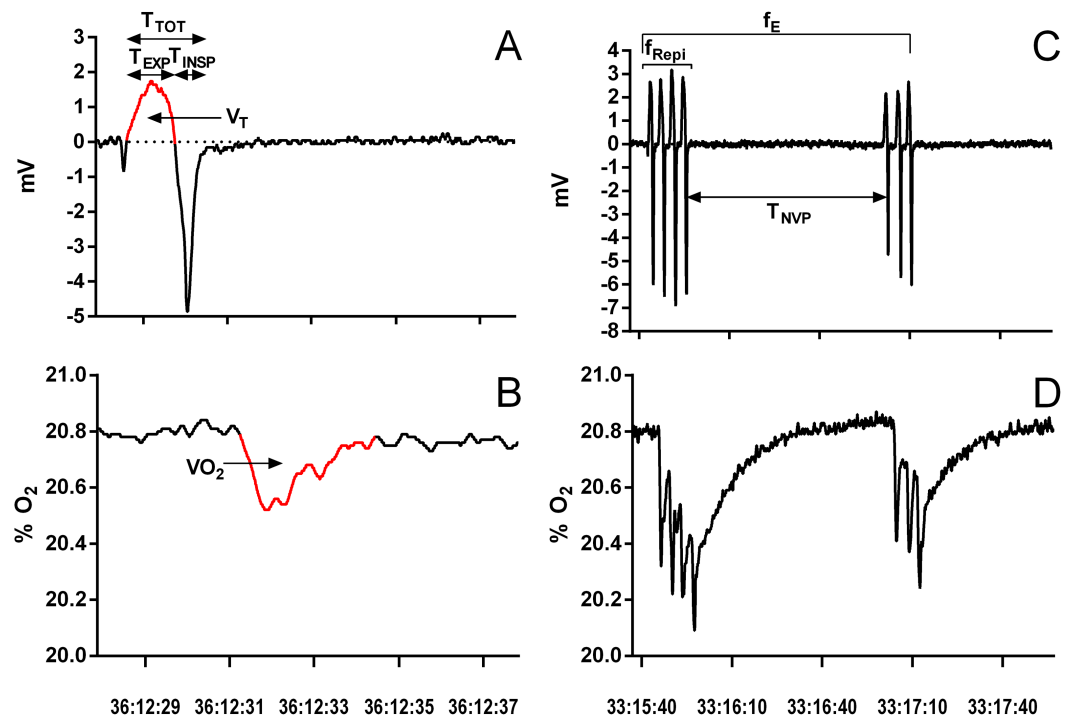 T_TOT
T_EXP T_INSP
A
3
2
1
0
-1
-2
-3
-4
-5
mV
V_T
f_E
f_Repi
C
4
3
2
1
0
-1
-2
-3
-4
-5
-6
-7
-8
mV
T_NVP
21.0
20.8
20.6
20.4
20.2
20.0
% O₂
B
VO₂
36:12:29 36:12:31 36:12:33 36:12:35 36:12:37
21.0
20.8
20.6
20.4
20.2
20.0
% O₂
D
33:15:40 33:16:10 33:16:40 33:17:10 33:17:40